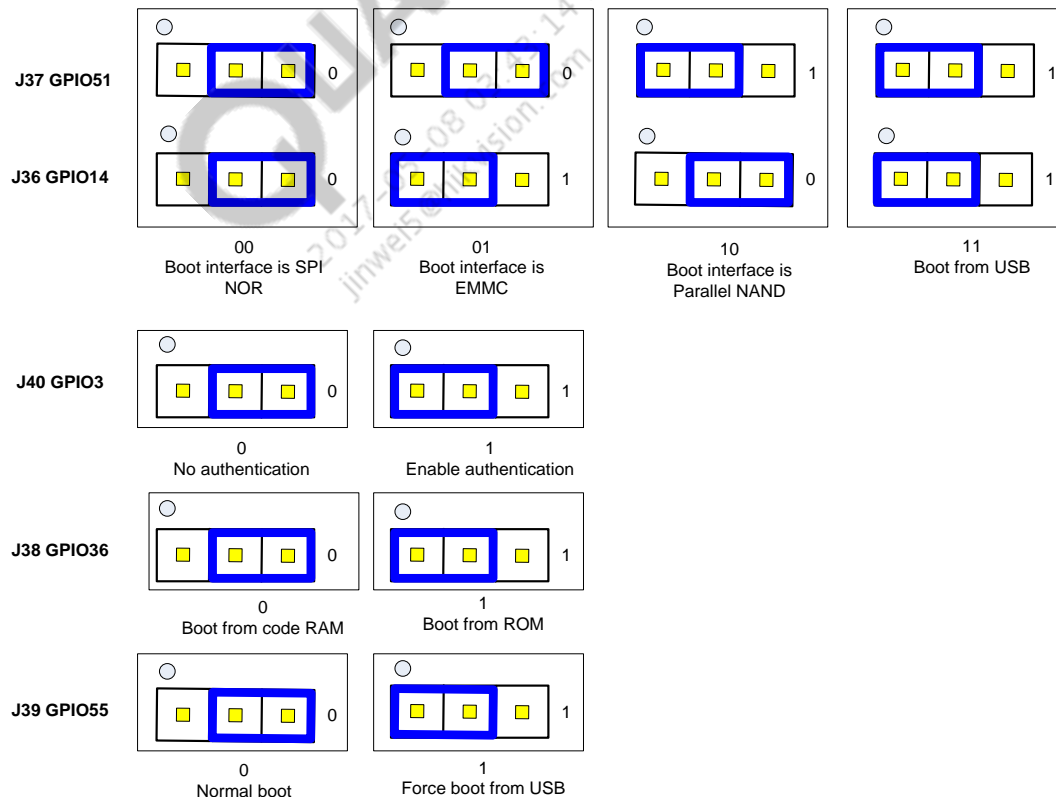 J37 GPIO51
0
0
1
1
J36 GPIO14
0
1
0
1
00
Boot interface is SPI
NOR
01
Boot interface is
EMMC
10
Boot interface is
Parallel NAND
11
Boot from USB
J40 GPIO3
0
1
0
No authentication
1
Enable authentication
J38 GPIO36
0
1
0
Boot from code RAM
1
Boot from ROM
J39 GPIO55
0
1
0
Normal boot
1
Force boot from USB